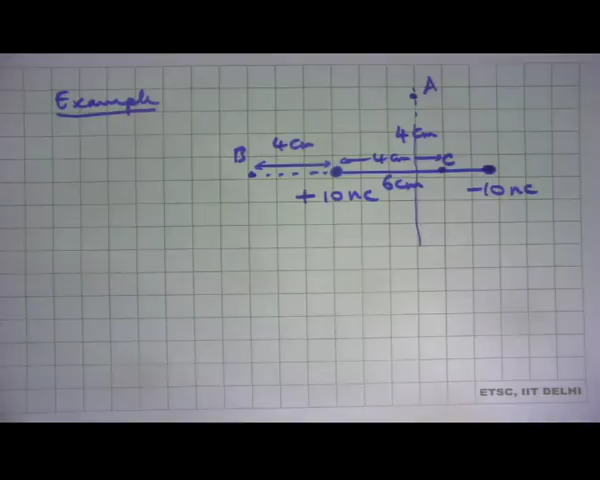 Example
A
4cm
4cm
B
4cm
C
6cm
+10nC
-10nC
ETSC, IIT DELHI